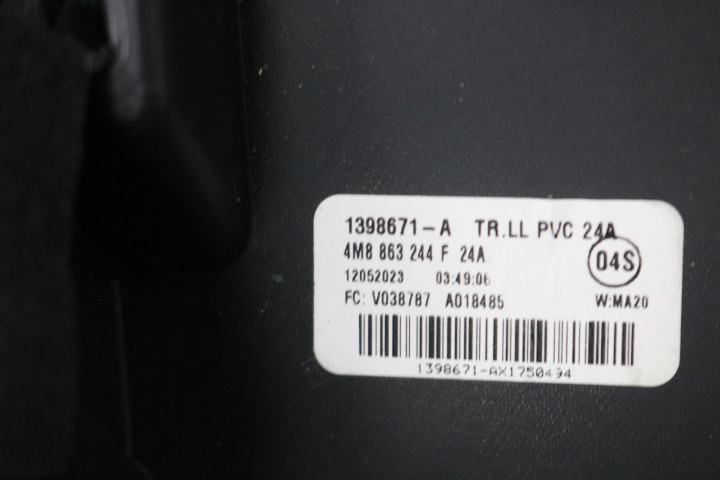 1398671-A TR.LL PVC 24A
4M8 863 244 F 24A
04S
12052023 03:49:06
FC: V038787 A018485 W:MA20
1398671-AX1750494